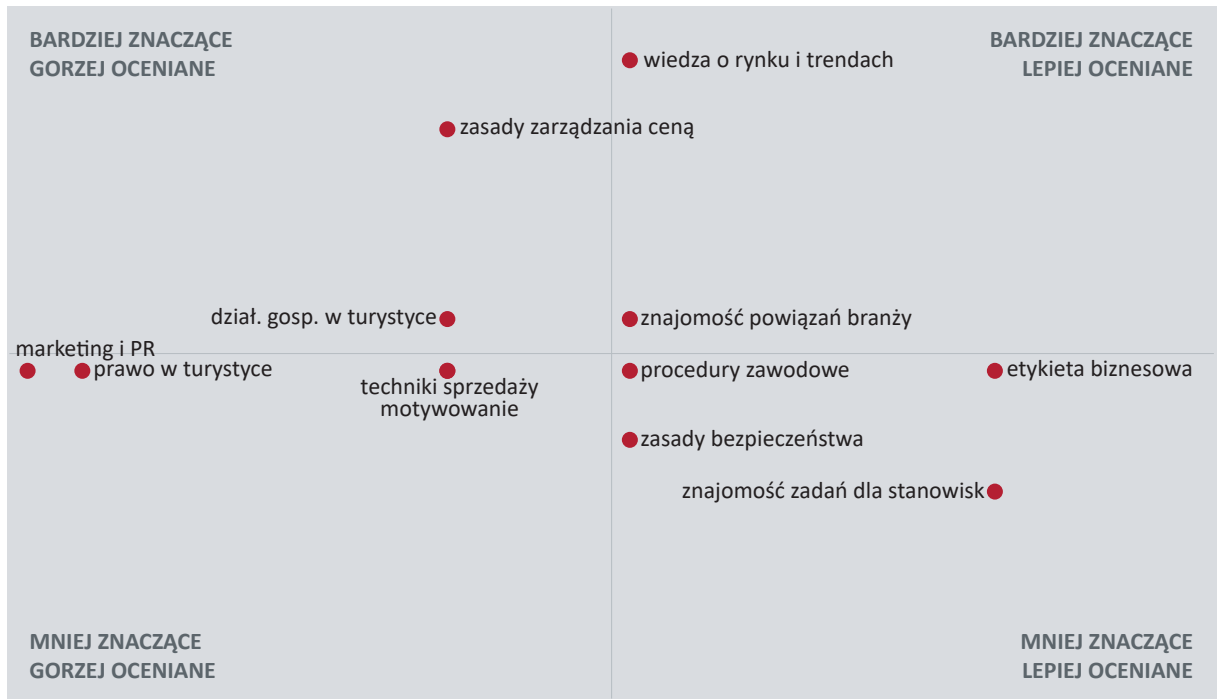 BARDZIEJ ZNACZĄCE
GORZEJ OCENIANE
BARDZIEJ ZNACZĄCE
LEPIEJ OCENIANE
wiedza o rynku i trendach
zasady zarządzania ceną
dział. gosp. w turystyce
znajomość powiązań branży
marketing i PR
prawo w turystyce
techniki sprzedaży
motywowanie
procedury zawodowe
etykieta biznesowa
zasady bezpieczeństwa
znajomość zadań dla stanowisk
MNIEJ ZNACZĄCE
GORZEJ OCENIANE
MNIEJ ZNACZĄCE
LEPIEJ OCENIANE